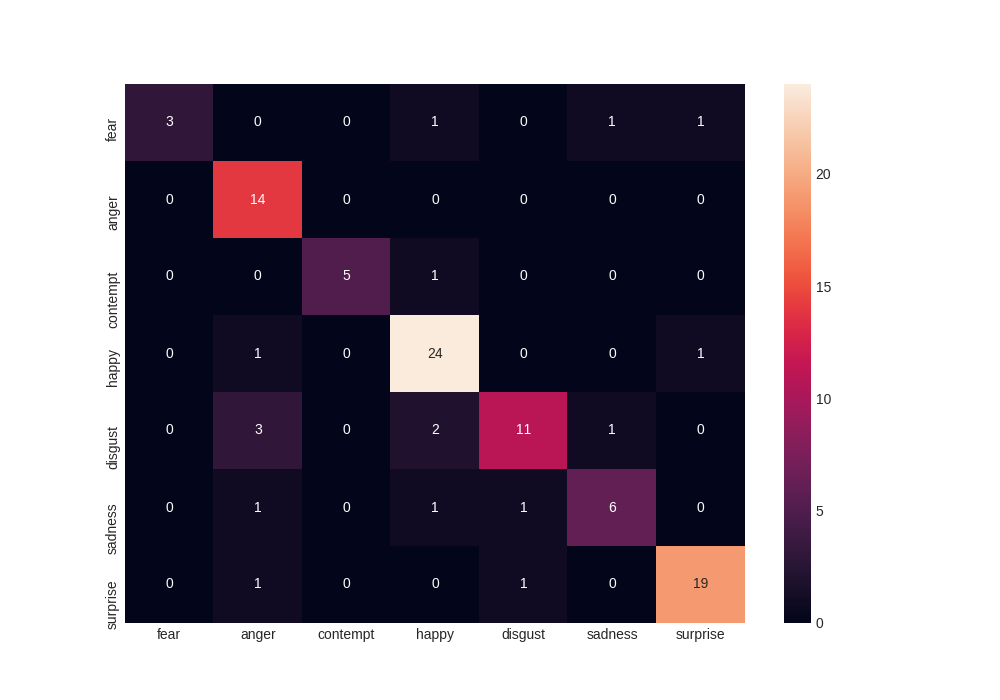 fear 3 0 0 1 0 1 1
anger 0 14 0 0 0 0 0
contempt 0 0 5 1 0 0 0
happy 0 1 0 24 0 0 1
disgust 0 3 0 2 11 1 0
sadness 0 1 0 1 1 6 0
surprise 0 1 0 0 1 0 19
fear anger contempt happy disgust sadness surprise
20
15
10
5
0